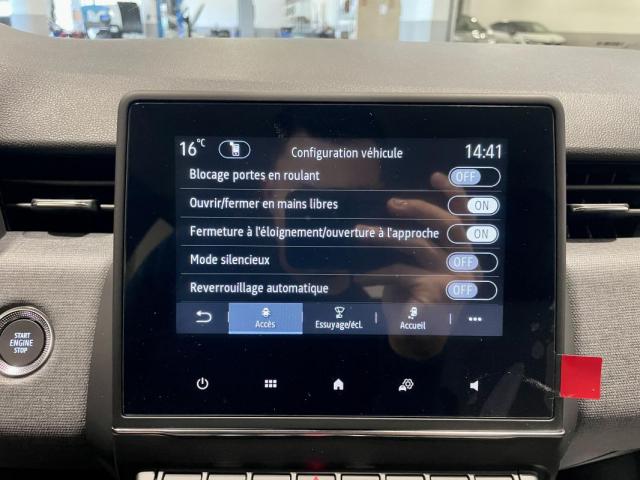 16°C Configuration véhicule 14:41
Blocage portes en roulant OFF
Ouvrir/fermer en mains libres ON
Fermeture à l'éloignement/ouverture à l'approche ON
Mode silencieux OFF
Reverrouillage automatique OFF
Accès Essuyage/écl. Accueil
START
ENGINE
STOP